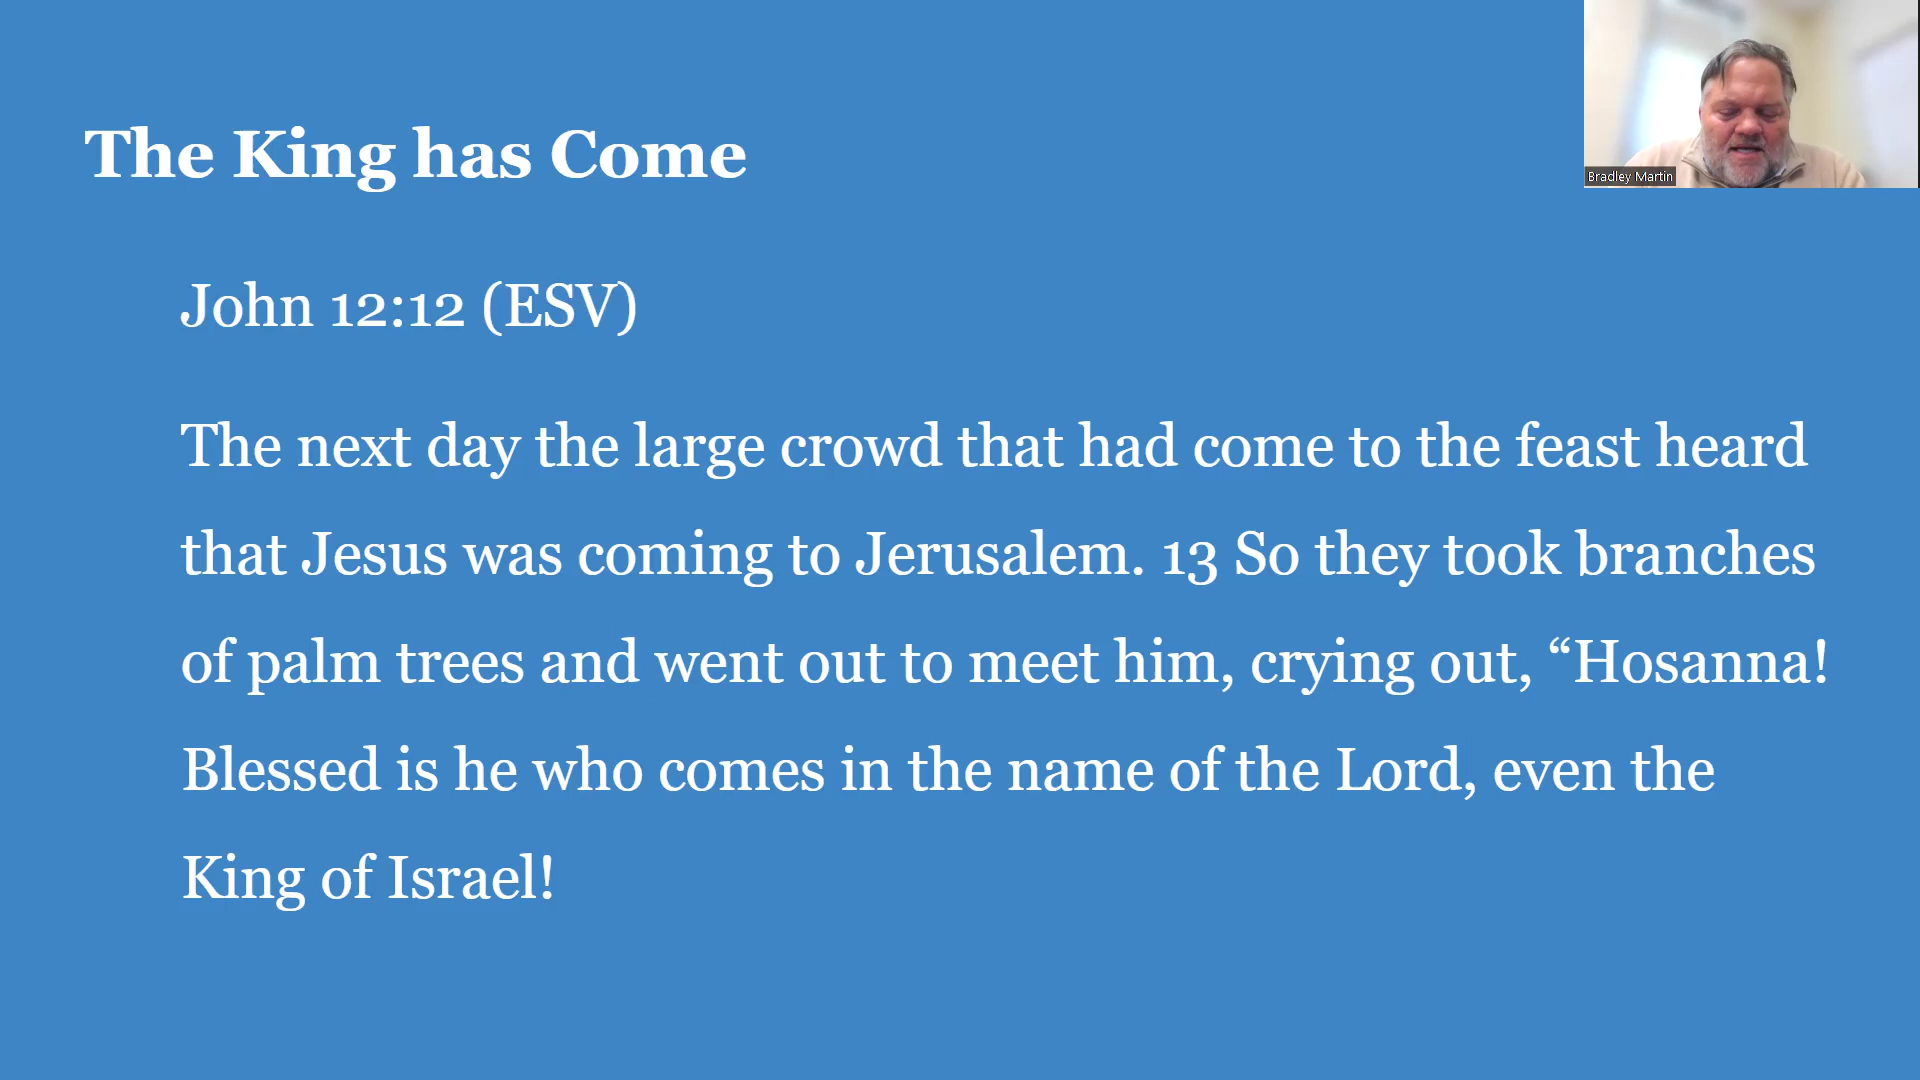 The King has Come
Bradley Martin
John 12:12 (ESV)
The next day the large crowd that had come to the feast heard
that Jesus was coming to Jerusalem. 13 So they took branches
of palm trees and went out to meet him, crying out, “Hosanna!
Blessed is he who comes in the name of the Lord, even the
King of Israel!